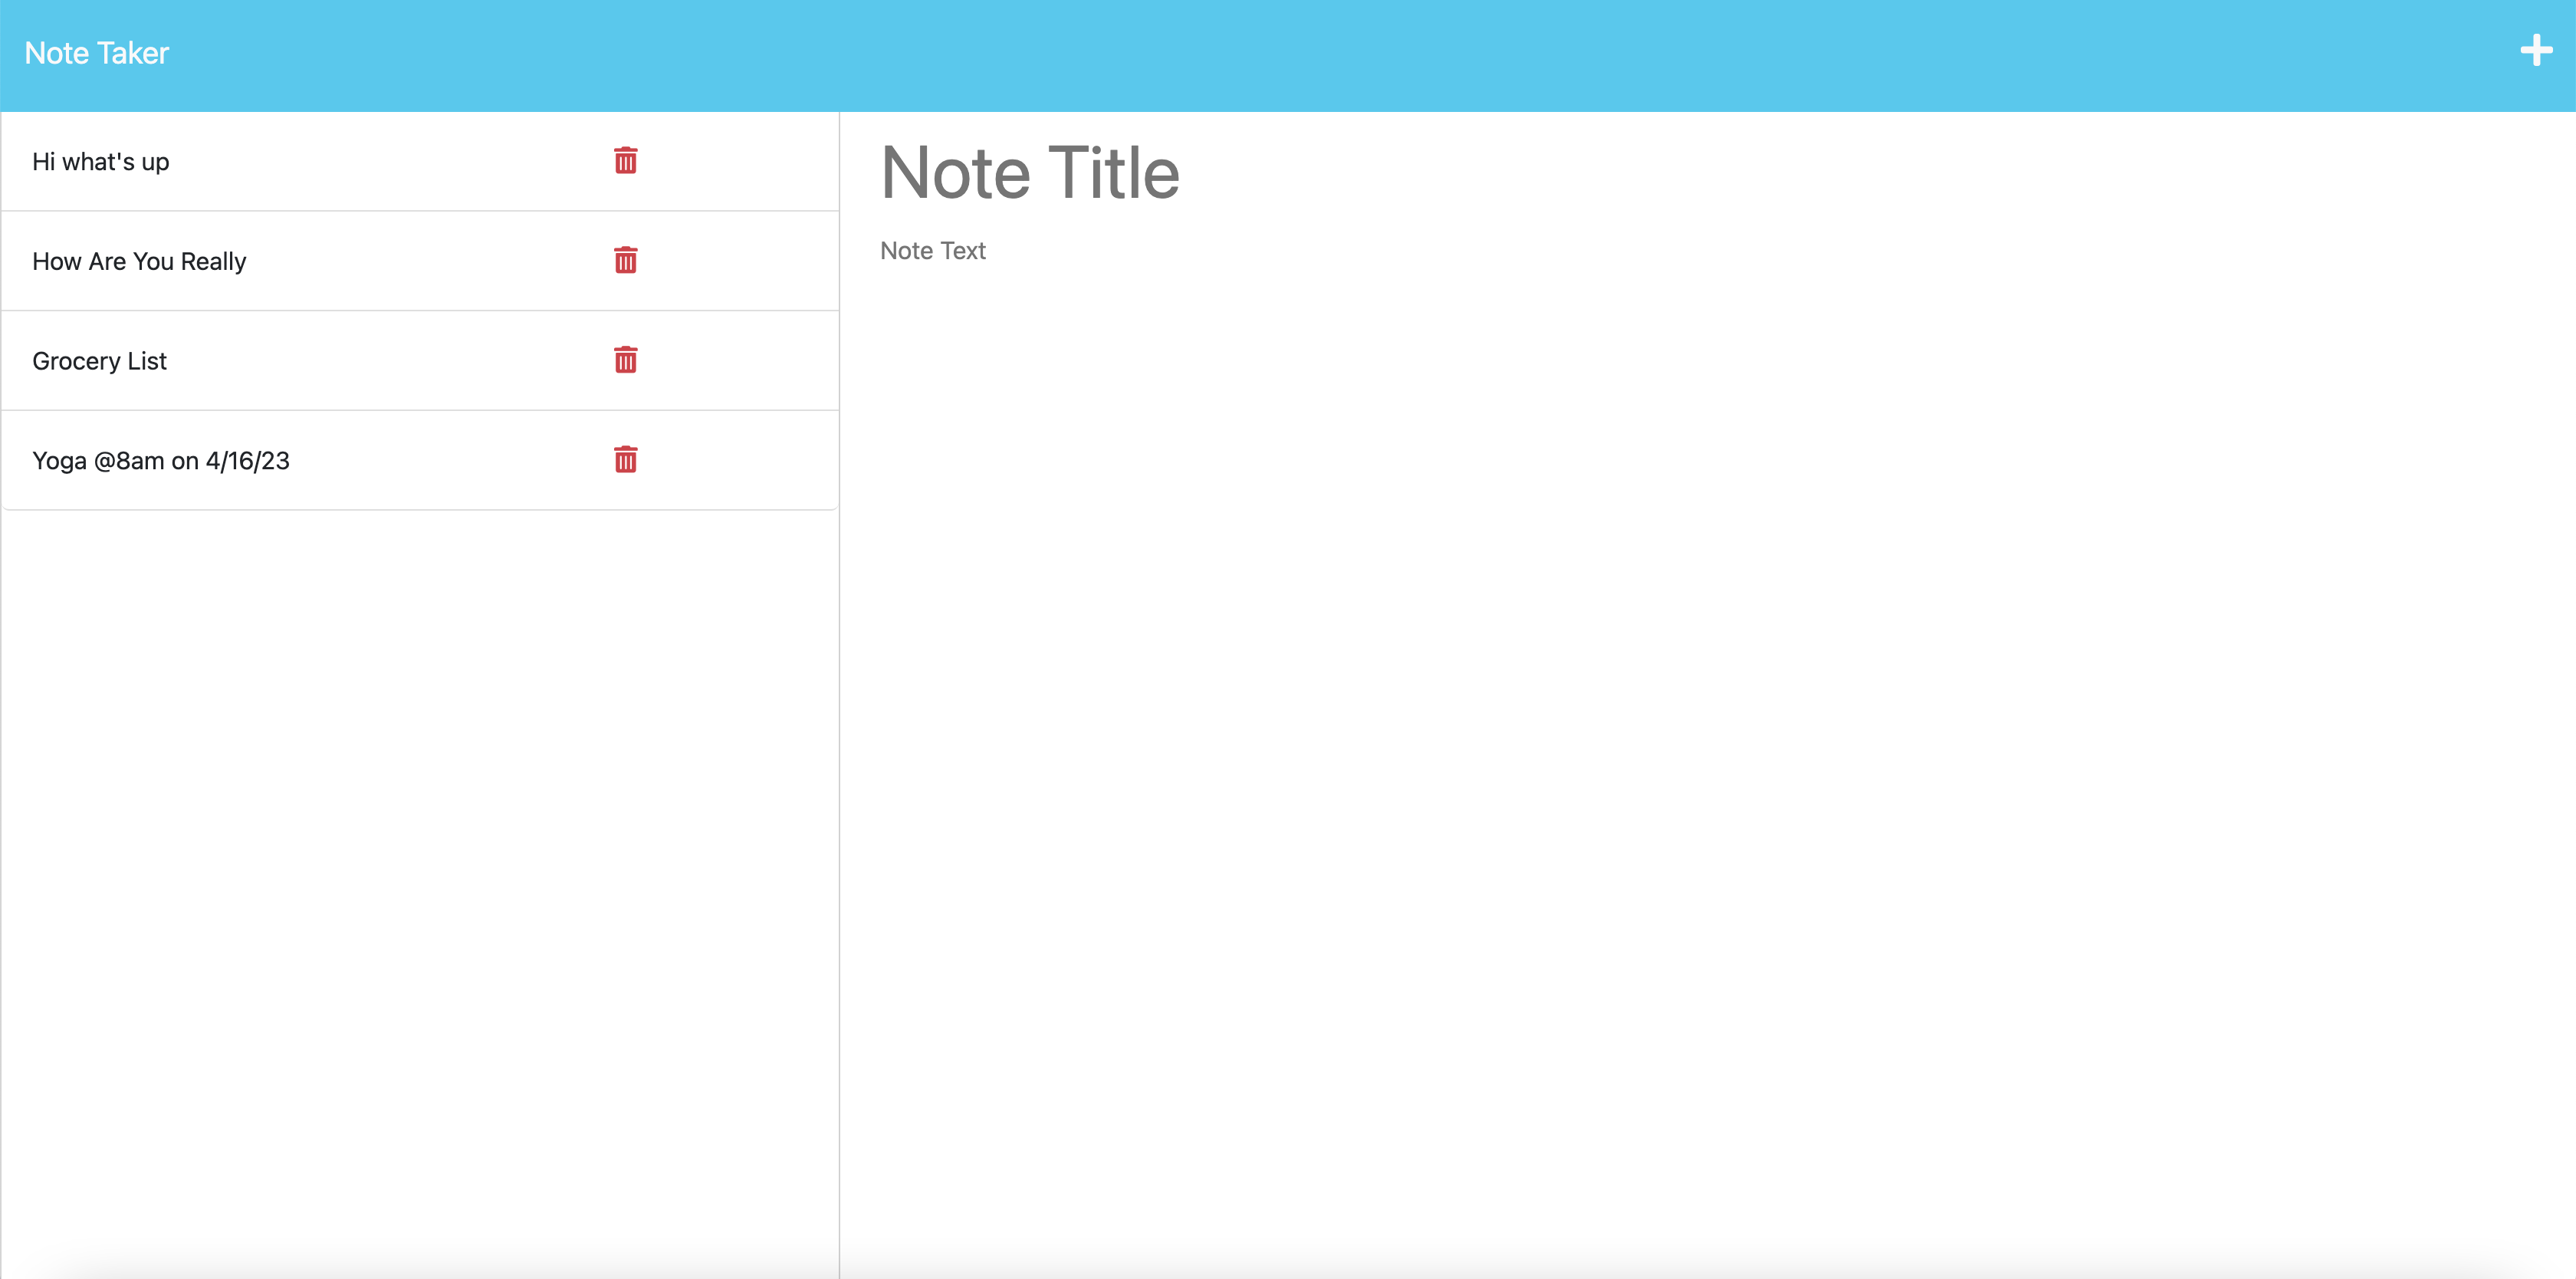 Note Taker
Hi what's up
How Are You Really
Grocery List
Yoga @8am on 4/16/23
Note Title
Note Text